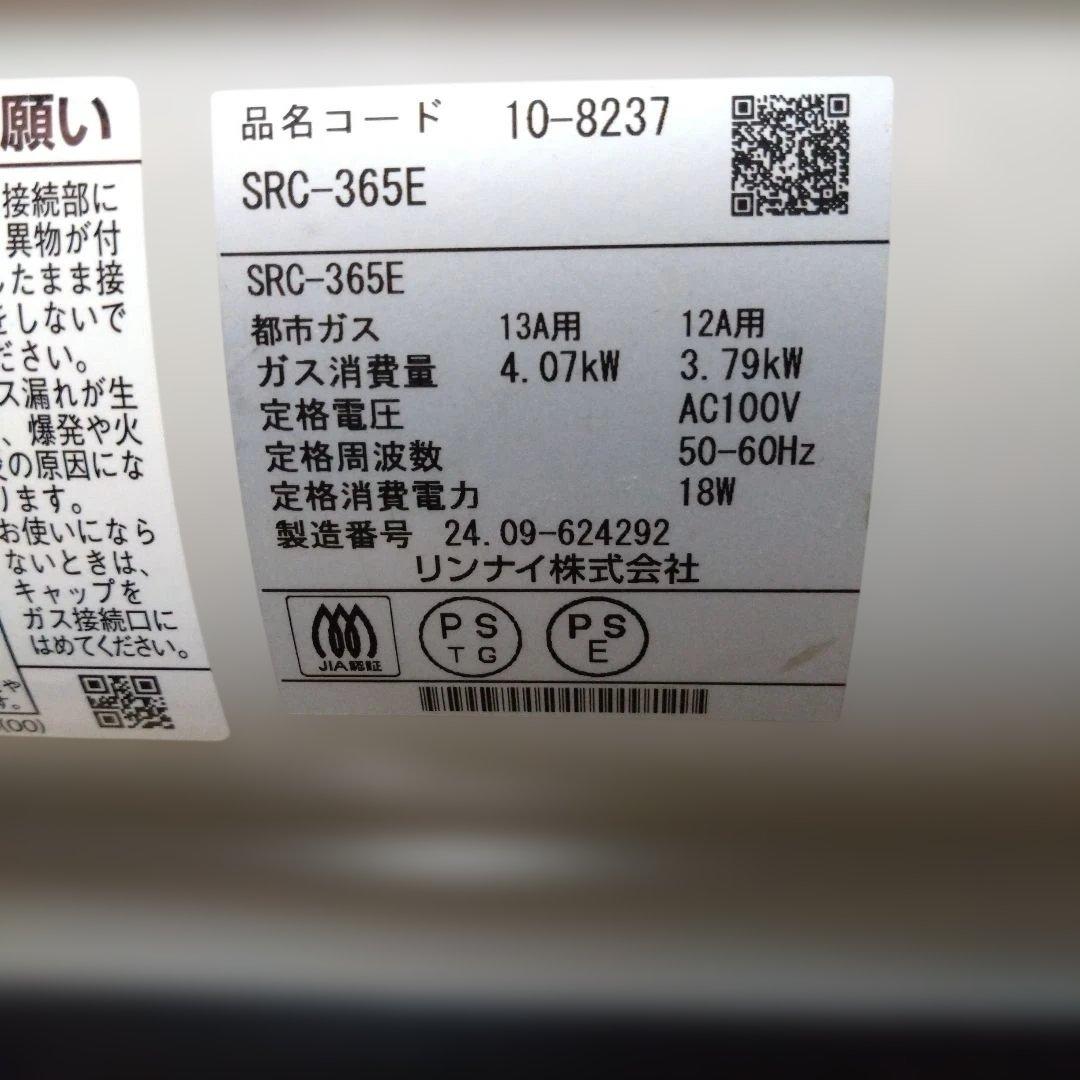 願い
接続部に
異物が付
したまま接
をしないで
ださい。
ス漏れが生
、爆発や火
の原因にな
ります。
お使いになら
ないときは、
キャップを
ガス接続口に
はめてください。
や
す。
(00)
品名コード 10-8237
SRC-365E
SRC-365E
都市ガス 13A用 12A用
ガス消費量 4.07kW 3.79kW
定格電圧 AC100V
定格周波数 50-60Hz
定格消費電力 18W
製造番号 24.09-624292
リンナイ株式会社
JIA認証
PS
TG
PS
E